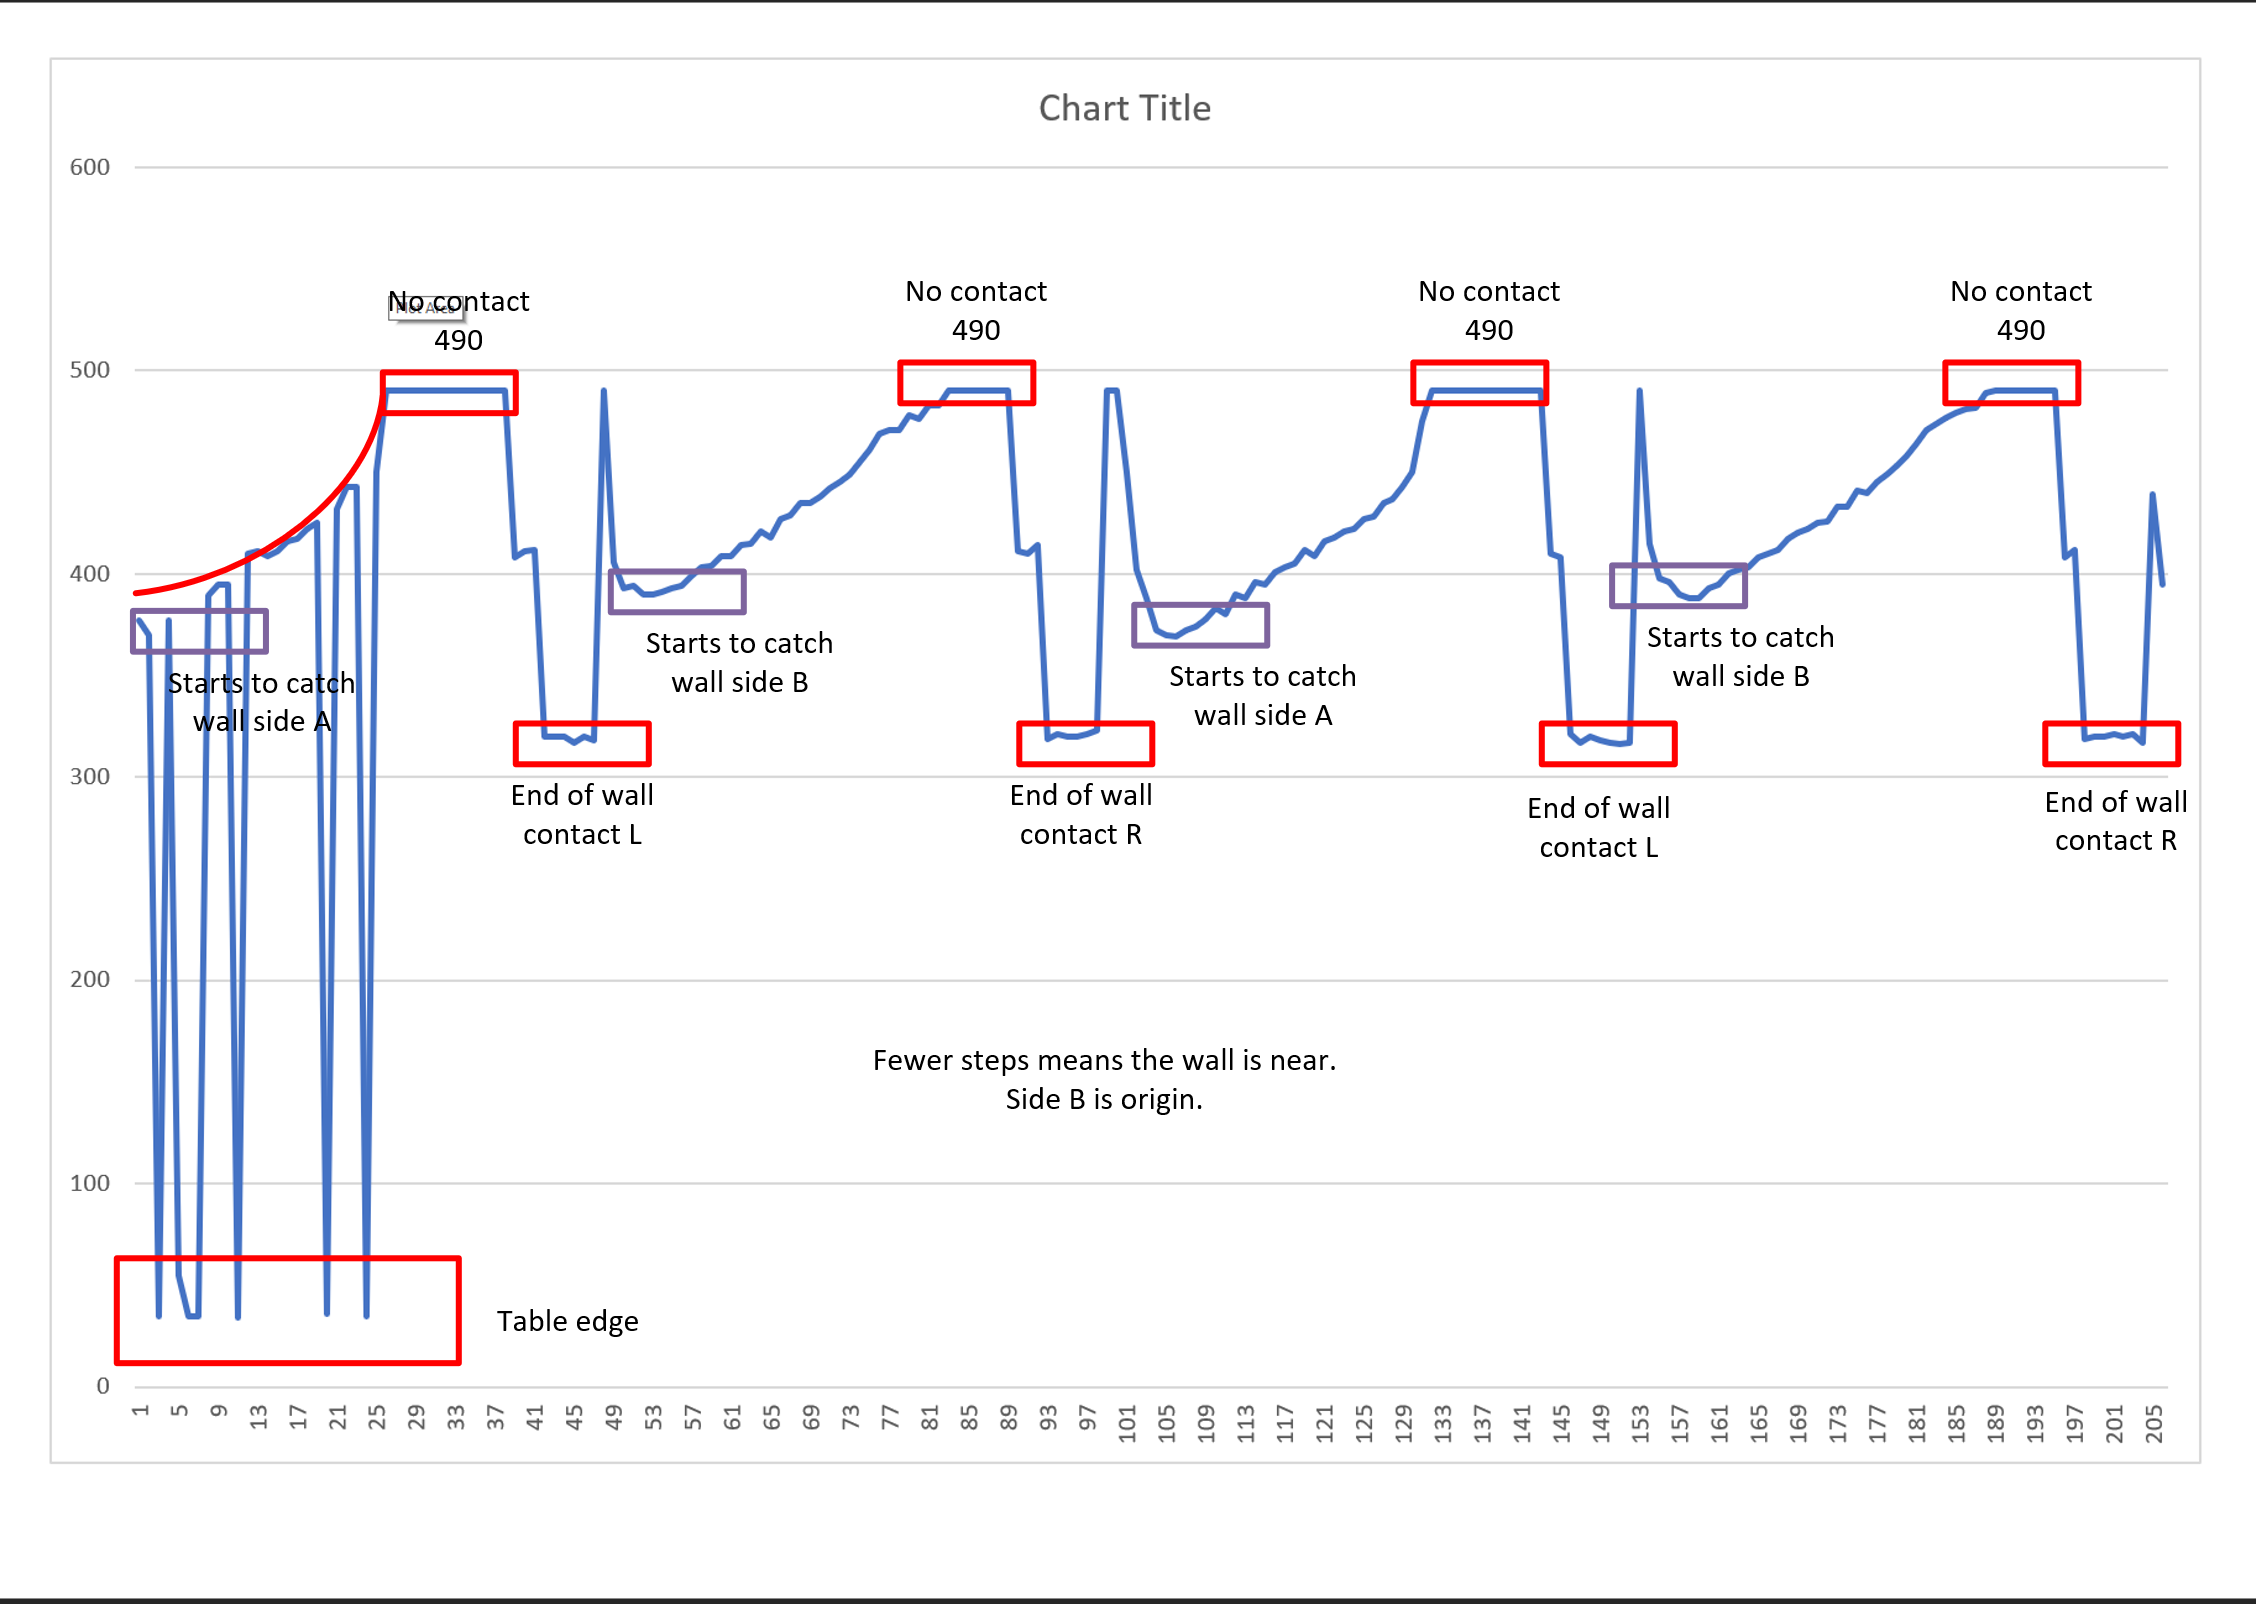 Chart Title
600
500
400
300
200
100
0
No contact
490
Plot Area
No contact
490
No contact
490
No contact
490
Starts to catch
wall side A
Starts to catch
wall side B
Starts to catch
wall side A
Starts to catch
wall side B
End of wall
contact L
End of wall
contact R
End of wall
contact L
End of wall
contact R
Fewer steps means the wall is near.
Side B is origin.
Table edge
1 5 9 13 17 21 25 29 33 37 41 45 49 53 57 61 65 69 73 77 81 85 89 93 97 101 105 109 113 117 121 125 129 133 137 141 145 149 153 157 161 165 169 173 177 181 185 189 193 197 201 205